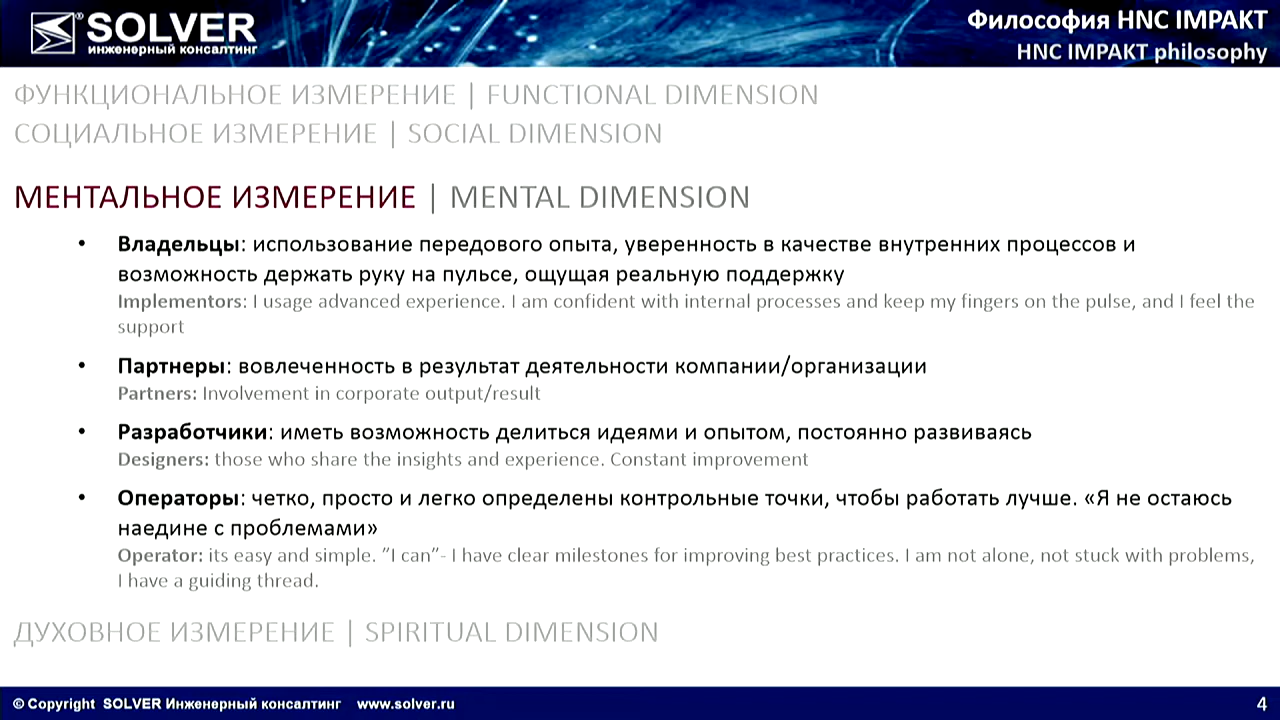 SOLVER
инженерный консалтинг
Философия HNC IMPAKT
HNC IMPAKT philosophy
ФУНКЦИОНАЛЬНОЕ ИЗМЕРЕНИЕ | FUNCTIONAL DIMENSION
СОЦИАЛЬНОЕ ИЗМЕРЕНИЕ | SOCIAL DIMENSION
МЕНТАЛЬНОЕ ИЗМЕРЕНИЕ | MENTAL DIMENSION
• Владельцы: использование передового опыта, уверенность в качестве внутренних процессов и
возможность держать руку на пульсе, ощущая реальную поддержку
Implementors: I usage advanced experience. I am confident with internal processes and keep my fingers on the pulse, and I feel the
support
• Партнеры: вовлеченность в результат деятельности компании/организации
Partners: Involvement in corporate output/result
• Разработчики: иметь возможность делиться идеями и опытом, постоянно развиваясь
Designers: those who share the insights and experience. Constant improvement
• Операторы: четко, просто и легко определены контрольные точки, чтобы работать лучше. «Я не остаюсь
наедине с проблемами»
Operator: its easy and simple. ”I can”- I have clear milestones for improving best practices. I am not alone, not stuck with problems,
I have a guiding thread.
ДУХОВНОЕ ИЗМЕРЕНИЕ | SPIRITUAL DIMENSION
© Copyright SOLVER Инженерный консалтинг www.solver.ru
4